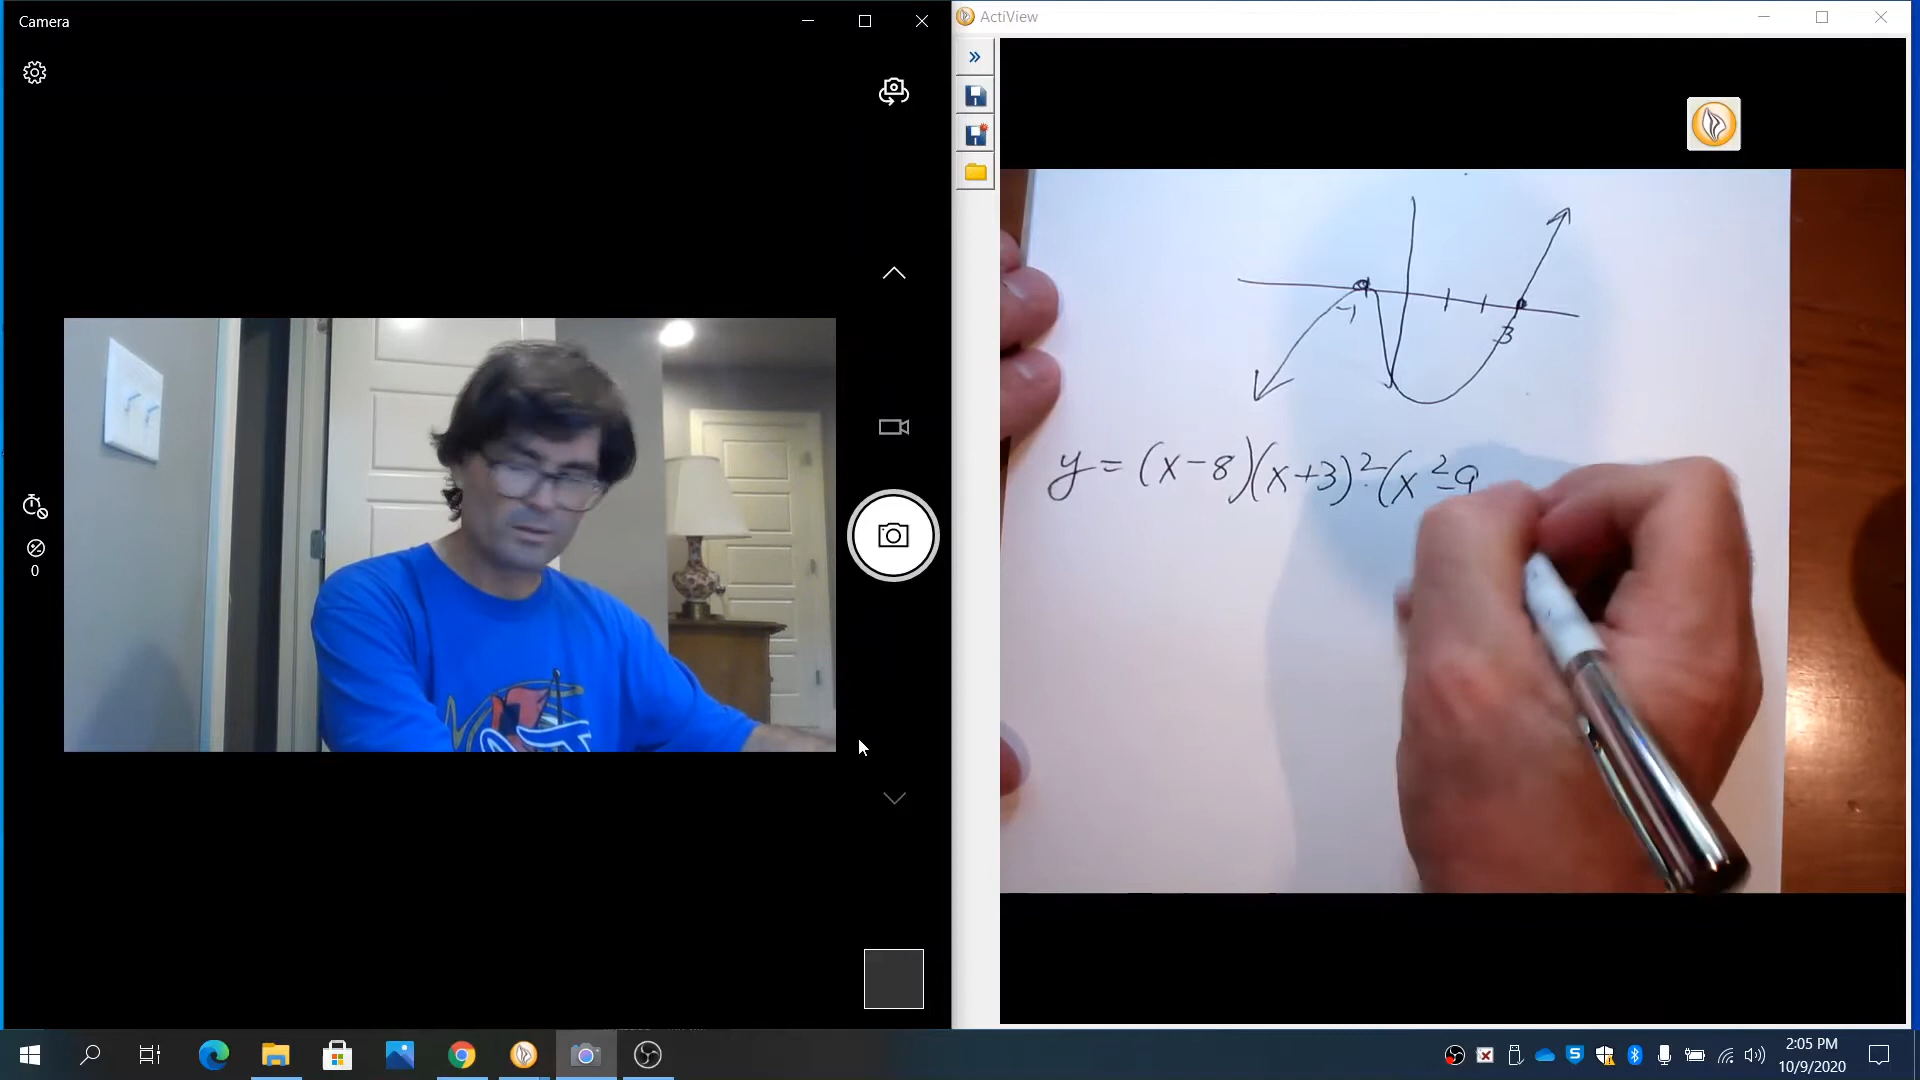 Camera
ActiView
-1
3
y = (x-8)(x+3)²·(x²-9
0
2:05 PM
10/9/2020